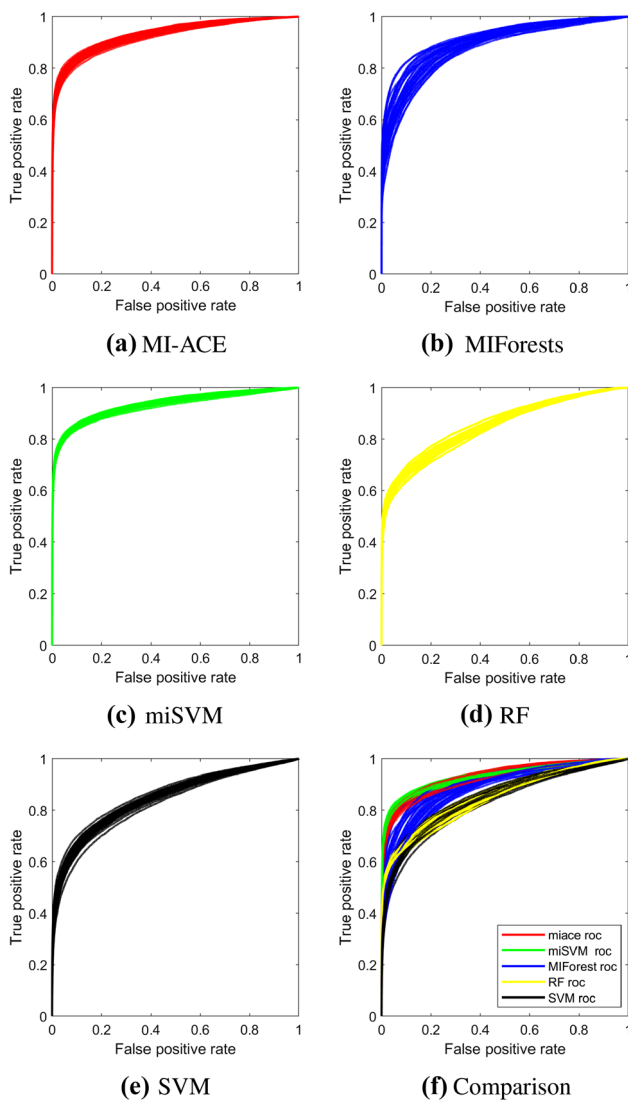 1
0.8
0.6
0.4
0.2
0
True positive rate
0 0.2 0.4 0.6 0.8 1
False positive rate
(a) MI-ACE
1
0.8
0.6
0.4
0.2
0
True positive rate
0 0.2 0.4 0.6 0.8 1
False positive rate
(b) MIForests
1
0.8
0.6
0.4
0.2
0
True positive rate
0 0.2 0.4 0.6 0.8 1
False positive rate
(c) miSVM
1
0.8
0.6
0.4
0.2
0
True positive rate
0 0.2 0.4 0.6 0.8 1
False positive rate
(d) RF
1
0.8
0.6
0.4
0.2
0
True positive rate
0 0.2 0.4 0.6 0.8 1
False positive rate
(e) SVM
1
0.8
0.6
0.4
0.2
0
True positive rate
miace roc
miSVM roc
MIForest roc
RF roc
SVM roc
0 0.2 0.4 0.6 0.8 1
False positive rate
(f) Comparison